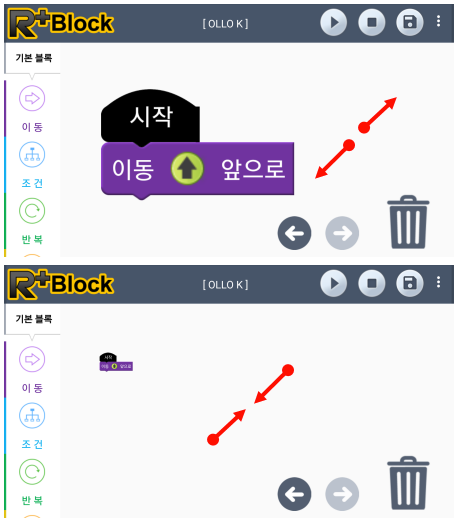 R+Block
[ OLLO K ]
기본 블록
이 동
조 건
반 복
시작
이동 앞으로
R+Block
[ OLLO K ]
기본 블록
이 동
조 건
반 복
시작
이동 앞으로